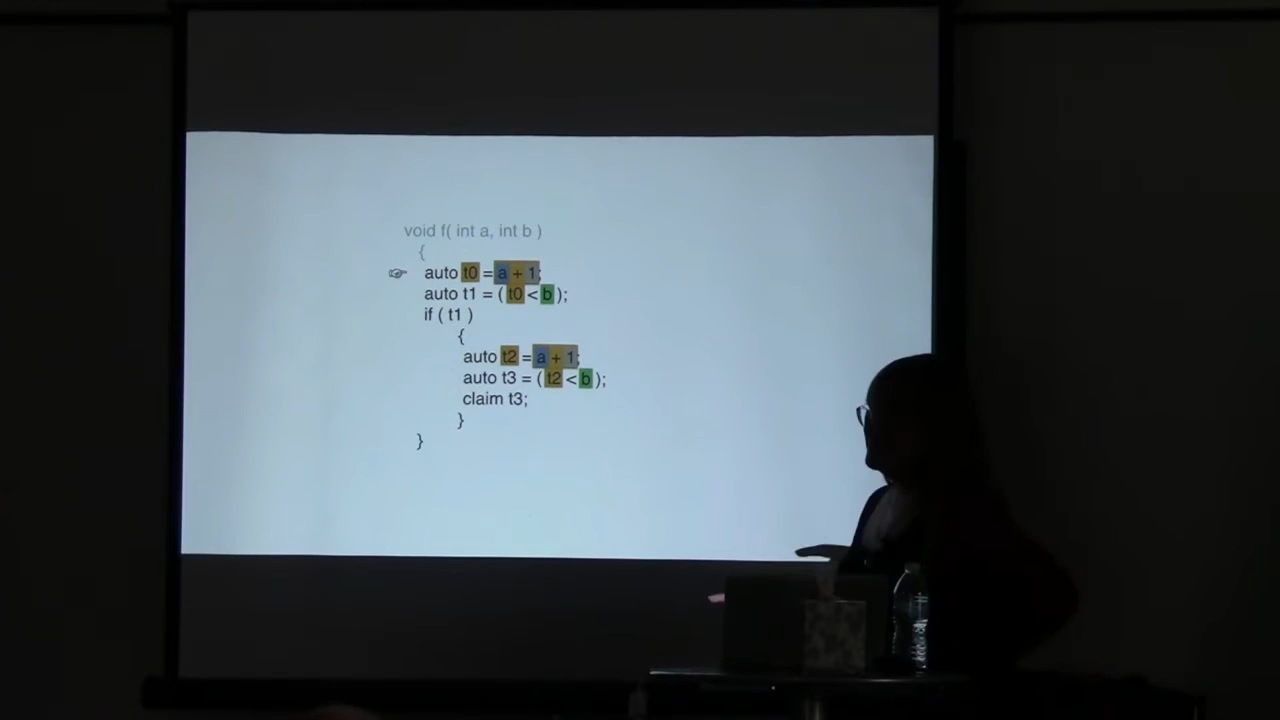 void f( int a, int b )
{
☞ auto t0 = a + 1;
auto t1 = ( t0 < b );
if ( t1 )
{
auto t2 = a + 1;
auto t3 = ( t2 < b );
claim t3;
}
}